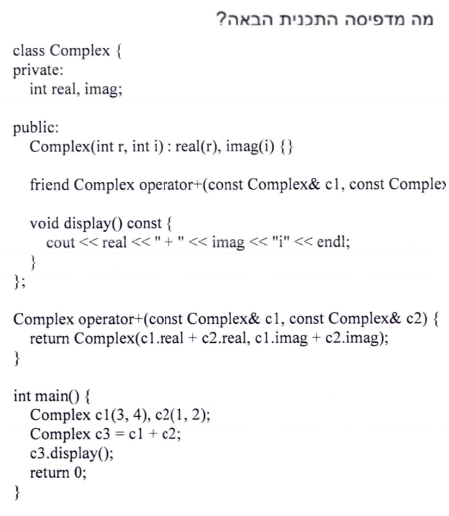 מה מדפיסה התכנית הבאה?
class Complex {
private:
int real, imag;
public:
Complex(int r, int i) : real(r), imag(i) {}
friend Complex operator+(const Complex& c1, const
void display() const {
cout << real << " + " << imag << "i" << endl;
}
};
Complex operator+(const Complex& c1, const Complex& c2) {
return Complex(c1.real + c2.real, c1.imag + c2.imag);
}
int main() {
Complex c1(3, 4), c2(1, 2);
Complex c3 = c1 + c2;
c3.display();
return 0;
}